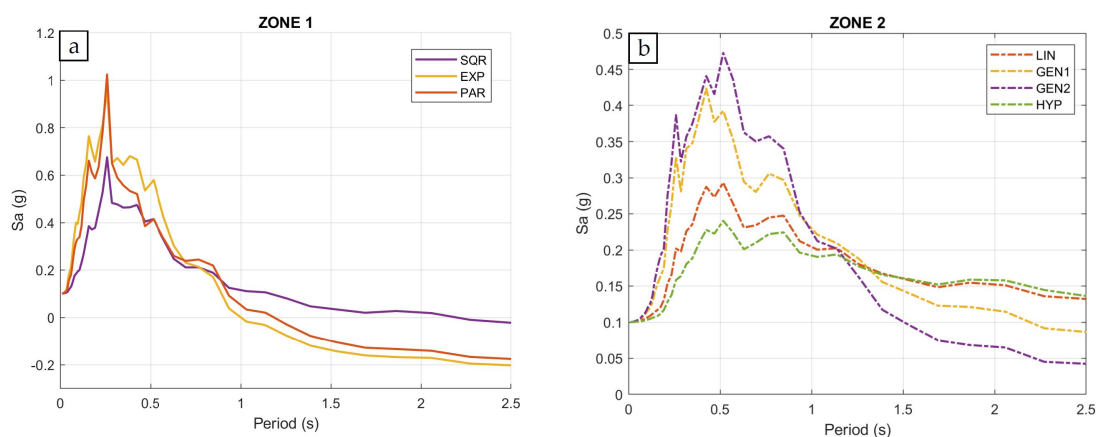 ZONE 1
a
1.2
1
0.8
0.6
0.4
0.2
0
-0.2
Sa (g)
0 0.5 1 1.5 2 2.5
Period (s)
SQR
EXP
PAR
ZONE 2
b
0.5
0.45
0.4
0.35
0.3
0.25
0.2
0.15
0.1
0.05
0
Sa (g)
0 0.5 1 1.5 2 2.5
Period (s)
LIN
GEN1
GEN2
HYP